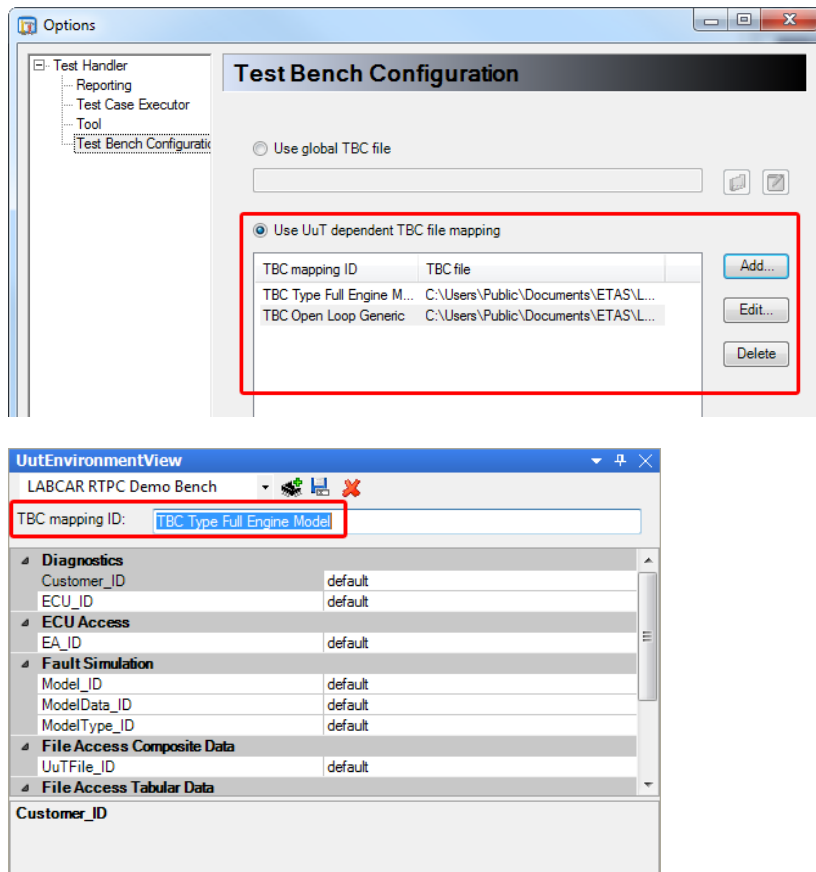 Options
Test Handler
Reporting
Test Case Executor
Tool
Test Bench Configuratic
Test Bench Configuration
Use global TBC file
Use UuT dependent TBC file mapping
TBC mapping ID TBC file
TBC Type Full Engine M... C:\Users\Public\Documents\ETAS\L...
TBC Open Loop Generic C:\Users\Public\Documents\ETAS\L...
Add...
Edit...
Delete
UutEnvironmentView
LABCAR RTPC Demo Bench
TBC mapping ID: TBC Type Full Engine Model
Diagnostics
Customer_ID default
ECU_ID default
ECU Access
EA_ID default
Fault Simulation
Model_ID default
ModelData_ID default
ModelType_ID default
File Access Composite Data
UuTFile_ID default
File Access Tabular Data
Customer_ID